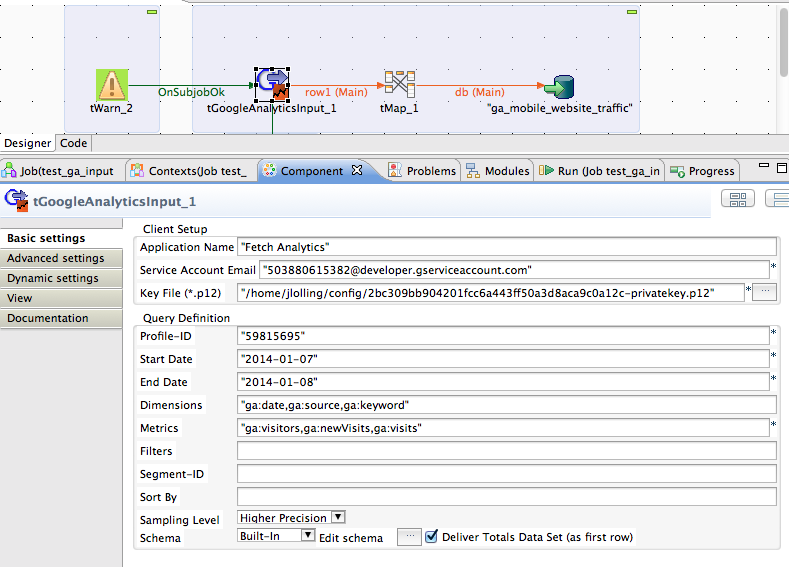 OnSubjobOk
row1 (Main)
db (Main)
tWarn_2
tGoogleAnalyticsInput_1
tMap_1
"ga_mobile_website_traffic"
Designer Code
Job(test_ga_input Contexts(Job test_ Component Problems Modules Run (Job test_ga_in Progress
tGoogleAnalyticsInput_1
Basic settings
Advanced settings
Dynamic settings
View
Documentation
Client Setup
Application Name "Fetch Analytics"
Service Account Email "503880615382@developer.gserviceaccount.com" *
Key File (*.p12) "/home/jlolling/config/2bc309bb904201fcc6a443ff50a3d8aca9c0a12c-privatekey.p12" * ...
Query Definition
Profile-ID "59815695" *
Start Date "2014-01-07" *
End Date "2014-01-08" *
Dimensions "ga:date,ga:source,ga:keyword"
Metrics "ga:visitors,ga:newVisits,ga:visits" *
Filters
Segment-ID
Sort By
Sampling Level Higher Precision
Schema Built-In Edit schema ... Deliver Totals Data Set (as first row)